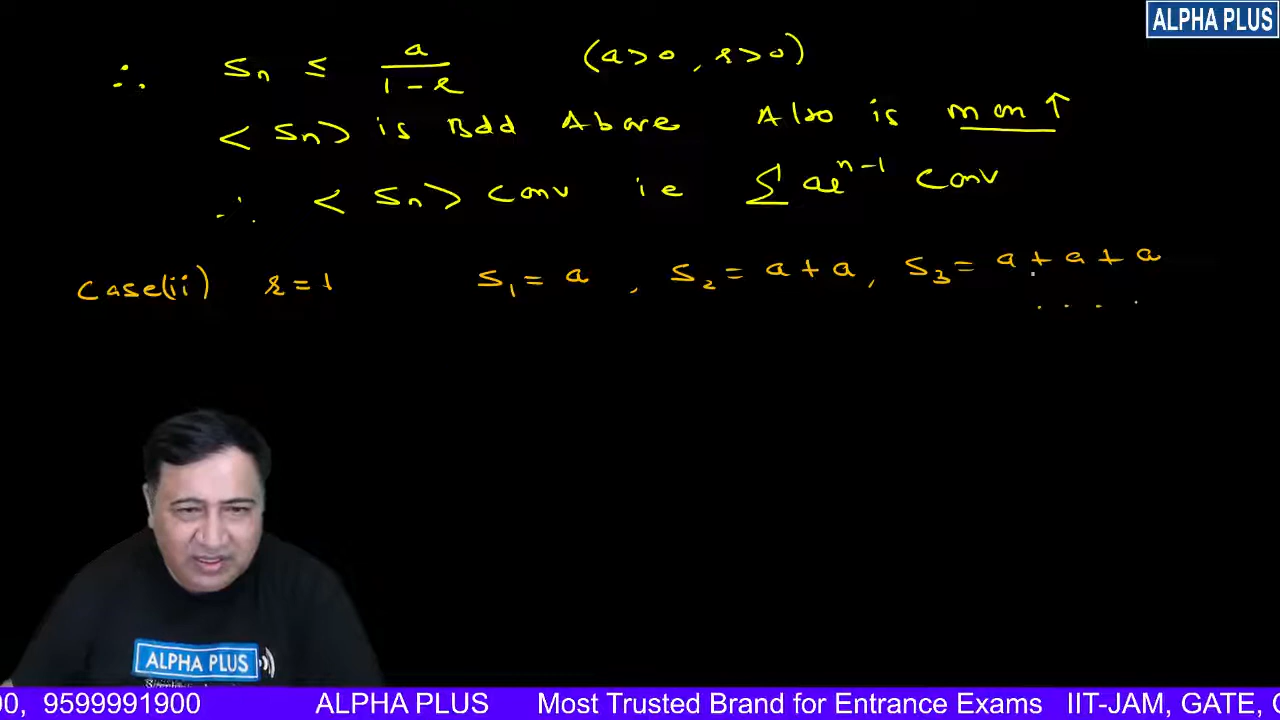 ALPHA PLUS
∴ Sn ≤ a/(1-r) (a>0, r>0)
<Sn> is Bdd Above Also is mon ↑
∴ <Sn> Conv ie Σ ar^(n-1) Conv
Case(ii) r=1 S1 = a, S2 = a+a, S3 = a+a+a
....
ALPHA PLUS
90, 9599991900 ALPHA PLUS Most Trusted Brand for Entrance Exams IIT-JAM, GATE,